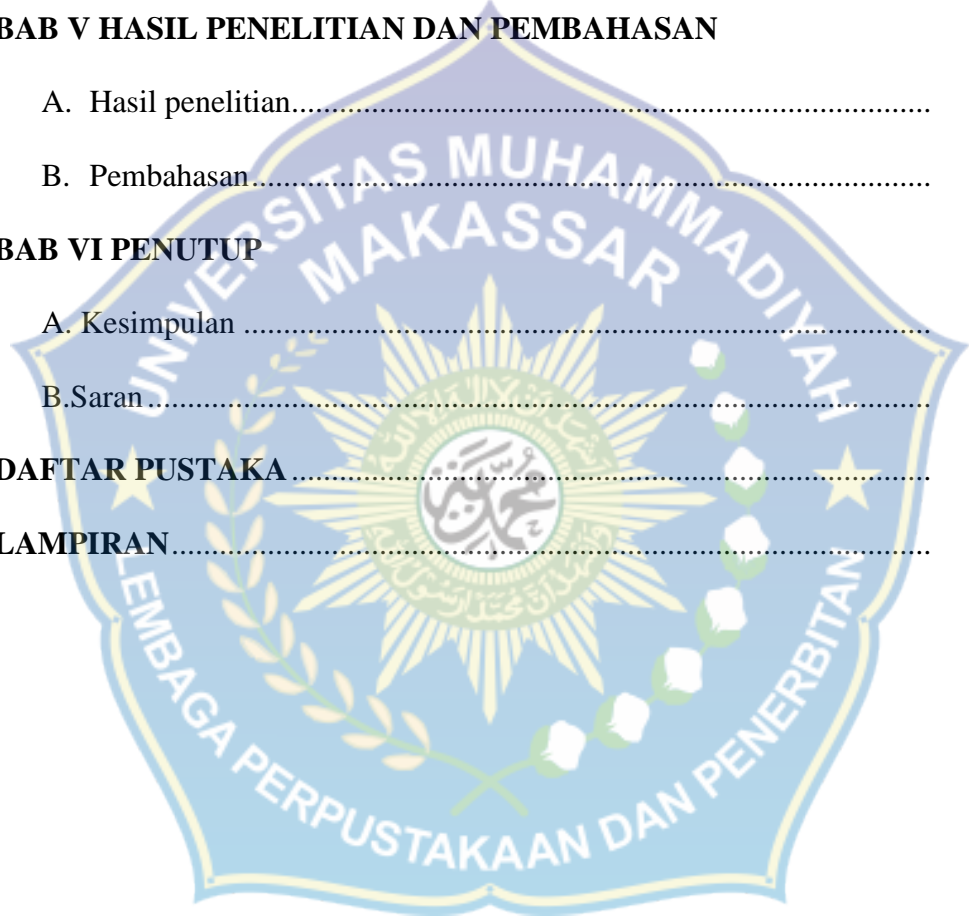 BAB V HASIL PENELITIAN DAN PEMBAHASAN
A. Hasil penelitian................................................................................
B. Pembahasan.....................................................................................
BAB VI PENUTUP
A. Kesimpulan ......................................................................................
B.Saran..................................................................................................
DAFTAR PUSTAKA................................................................................
LAMPIRAN...............................................................................................
UNIVERSITAS MUHAMMADIYAH
MAKASSAR
محمدية
LEMBAGA PERPUSTAKAAN DAN PENERBITAN